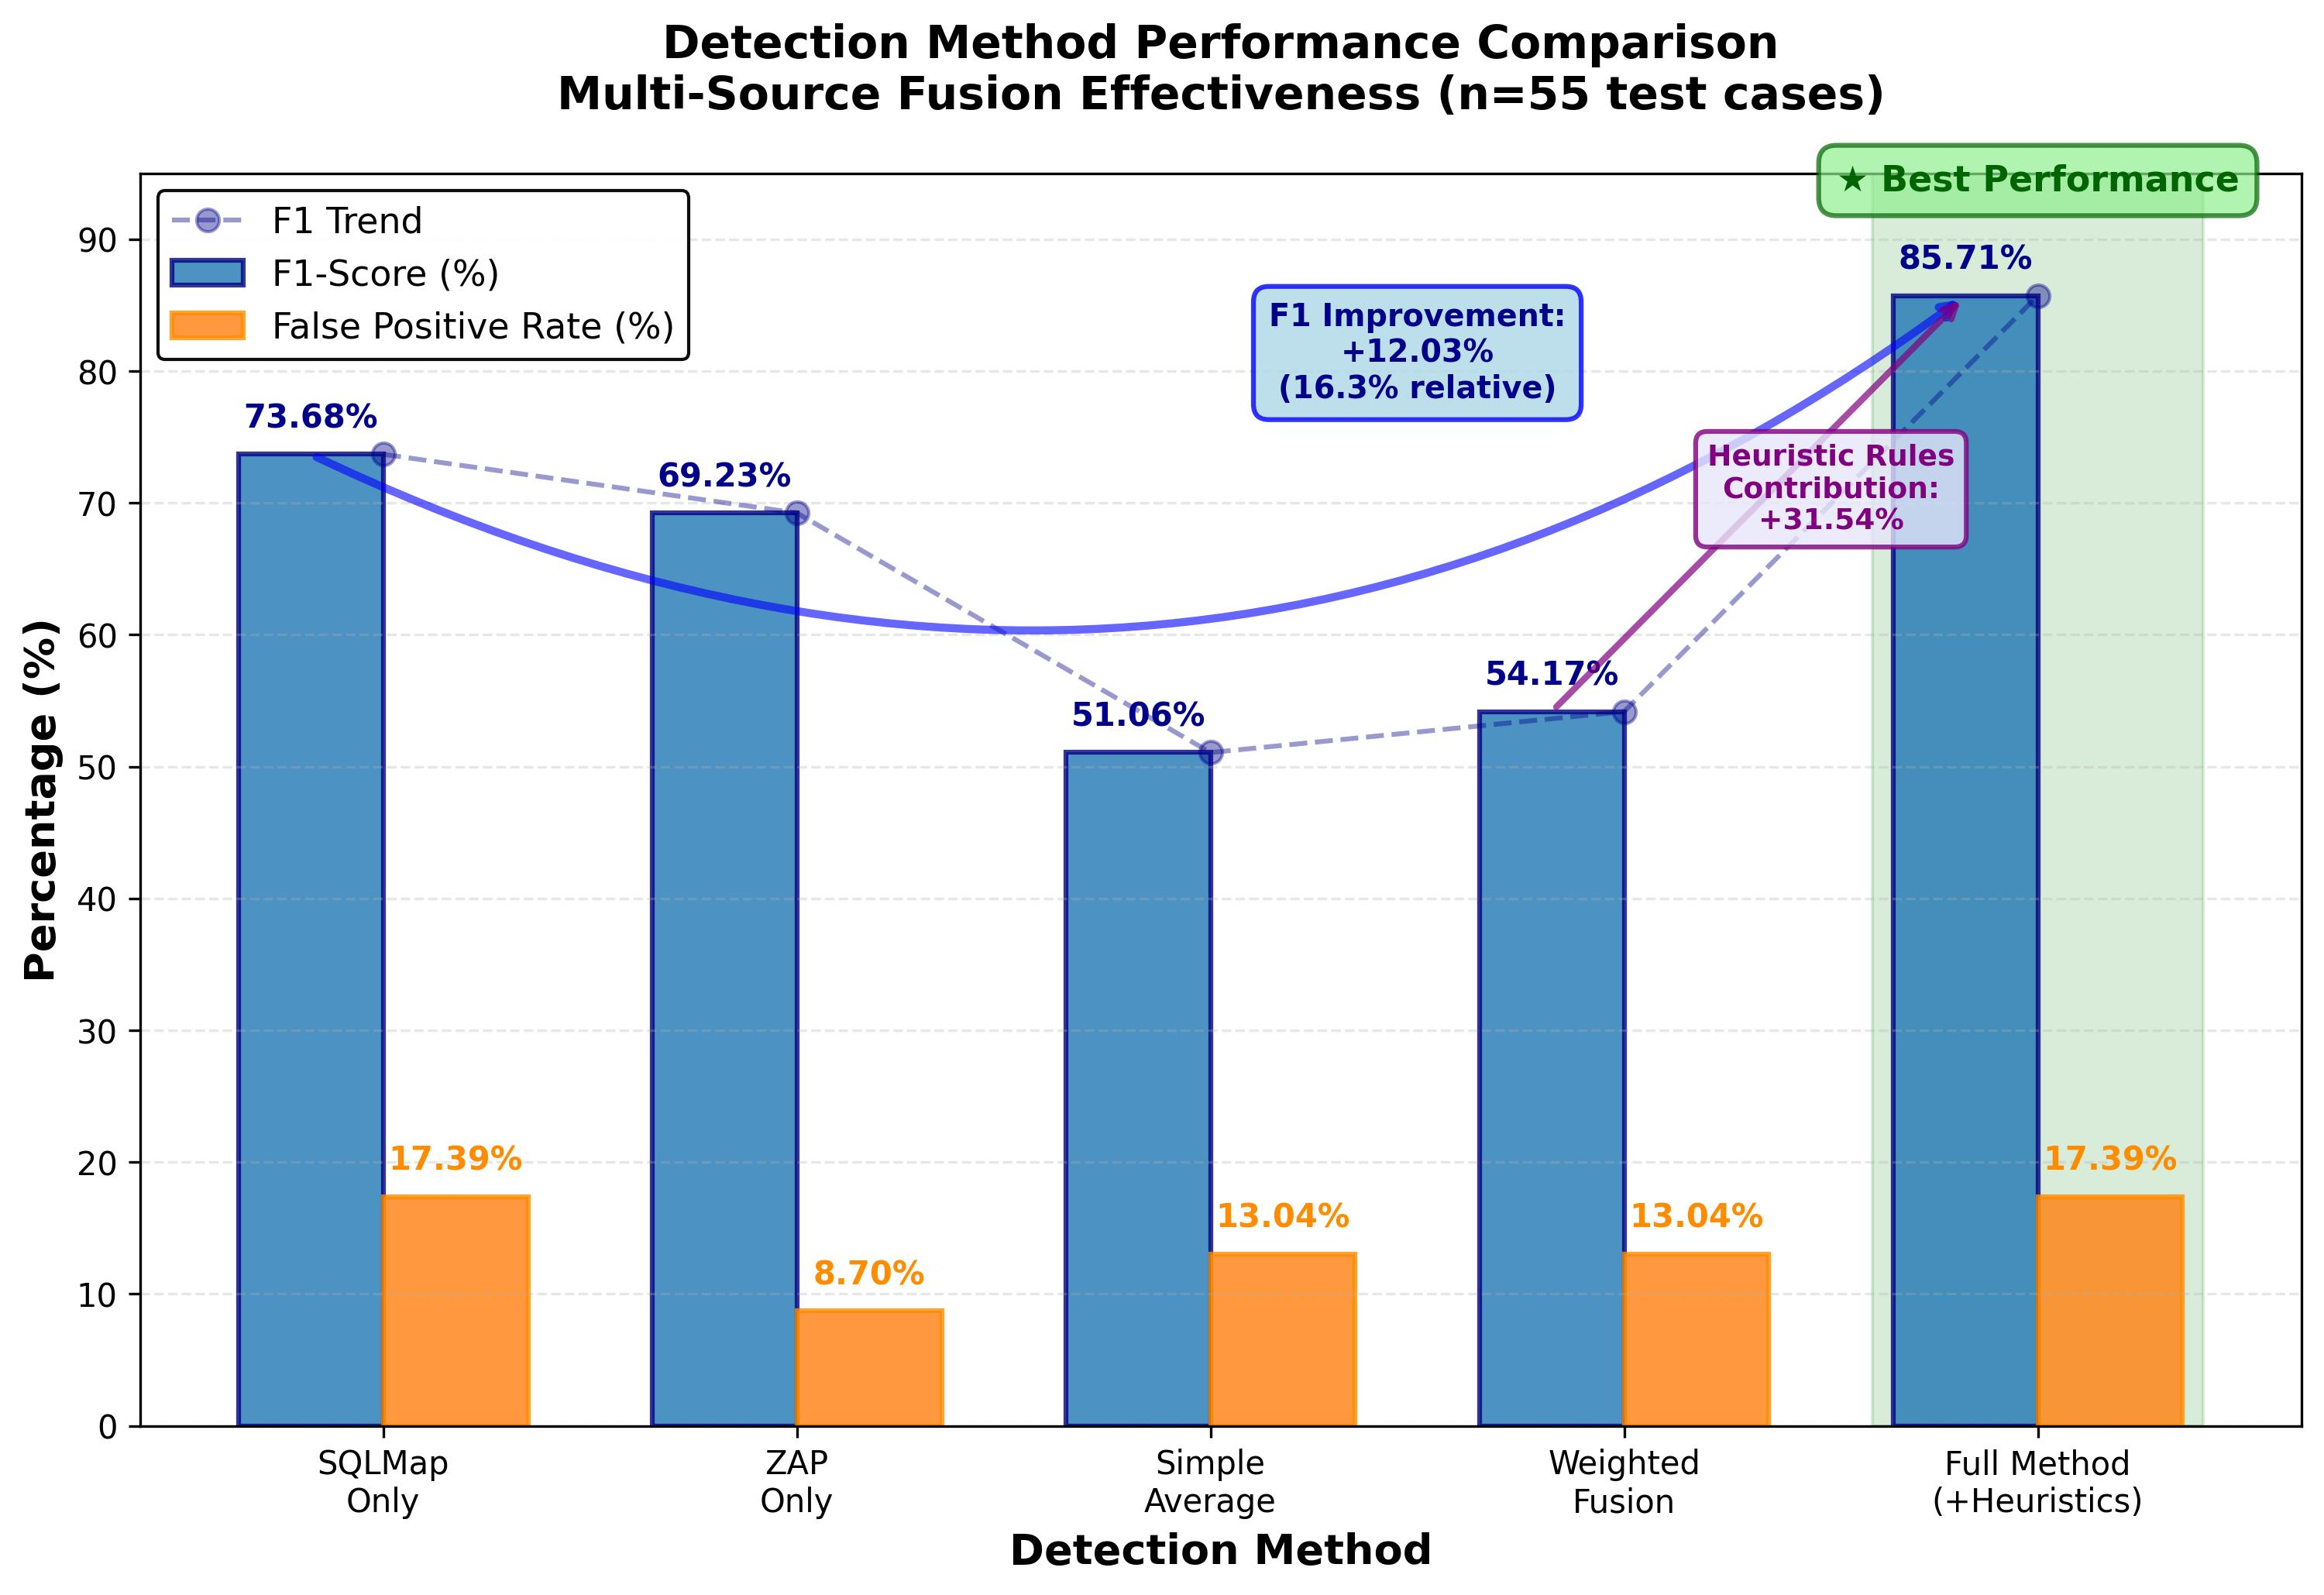 Detection Method Performance Comparison
Multi-Source Fusion Effectiveness (n=55 test cases)
★ Best Performance
F1 Trend
F1-Score (%)
False Positive Rate (%)
F1 Improvement:
+12.03%
(16.3% relative)
Heuristic Rules
Contribution:
+31.54%
73.68%
69.23%
51.06%
54.17%
85.71%
17.39%
8.70%
13.04%
13.04%
17.39%
Percentage (%)
90
80
70
60
50
40
30
20
10
0
SQLMap
Only
ZAP
Only
Simple
Average
Weighted
Fusion
Full Method
(+Heuristics)
Detection Method